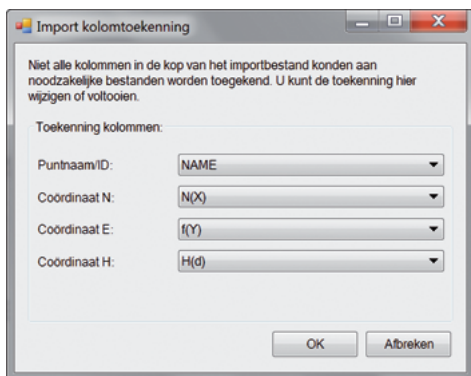 Import kolomtoekenning
Niet alle kolommen in de kop van het importbestand konden aan
noodzakelijke bestanden worden toegekend. U kunt de toekenning hier
wijzigen of voltooien.
Toekenning kolommen:
Puntnaam/ID: NAME
Coördinaat N: N(X)
Coördinaat E: f(Y)
Coördinaat H: H(d)
OK Afbreken